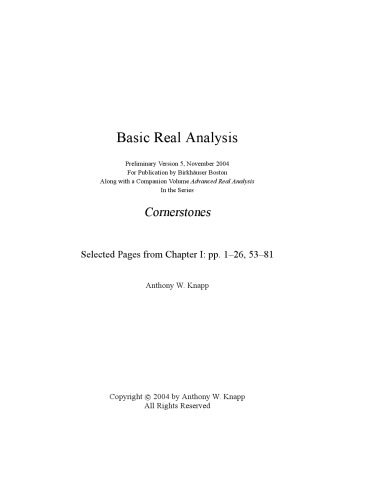 Basic Real Analysis
Preliminary Version 5, November 2004
For Publication by Birkhäuser Boston
Along with a Companion Volume Advanced Real Analysis
In the Series
Cornerstones
Selected Pages from Chapter I: pp. 1–26, 53–81
Anthony W. Knapp
Copyright © 2004 by Anthony W. Knapp
All Rights Reserved